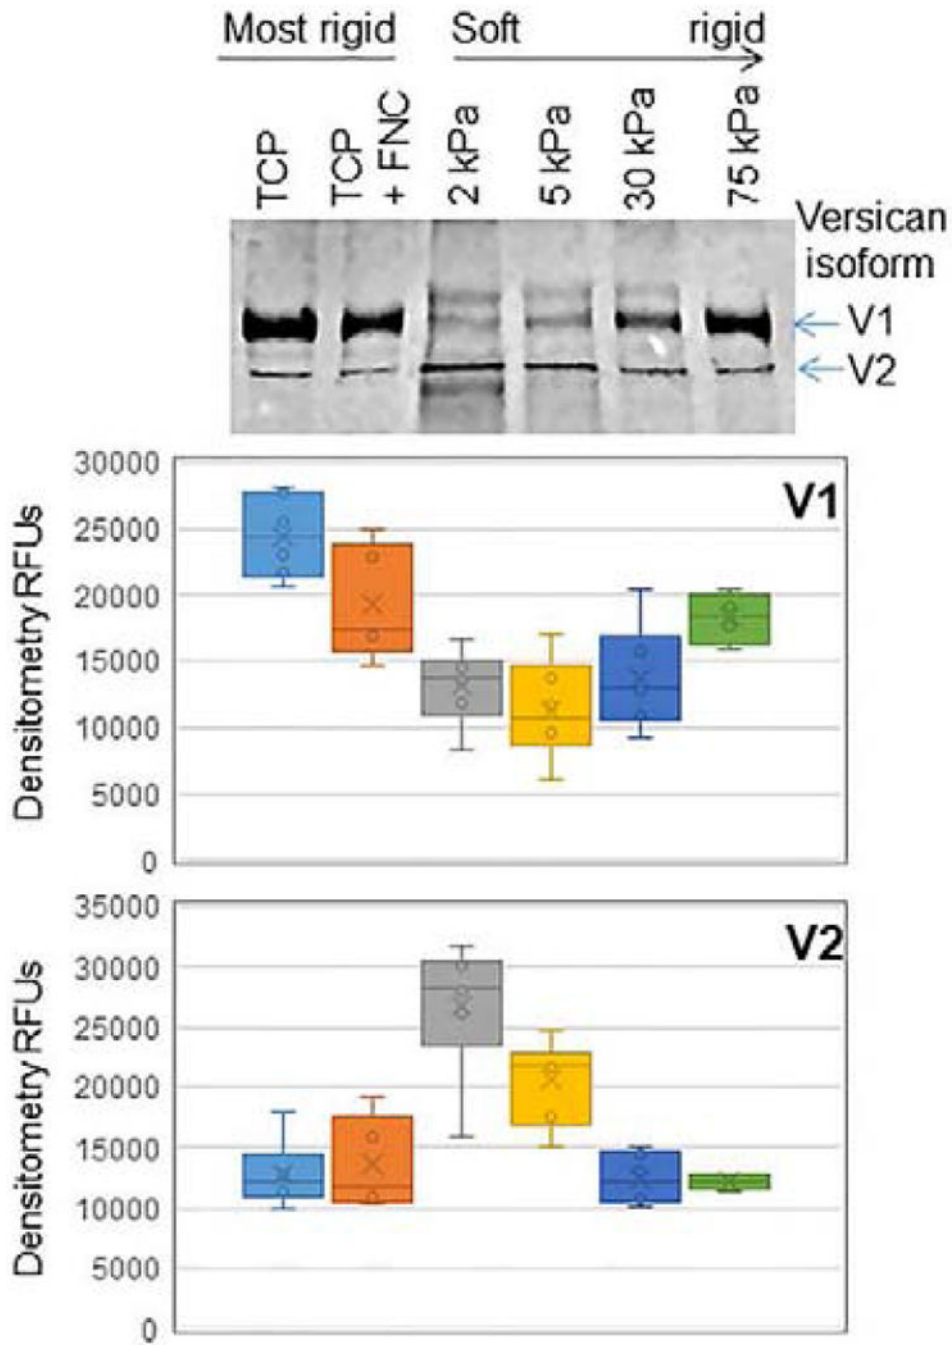 Most rigid
Soft
rigid
TCP
TCP
+ FNC
2 kPa
5 kPa
30 kPa
75 kPa
Versican
isoform
V1
V2
V1
Densitometry RFUs
30000
25000
20000
15000
10000
5000
0
V2
Densitometry RFUs
35000
30000
25000
20000
15000
10000
5000
0